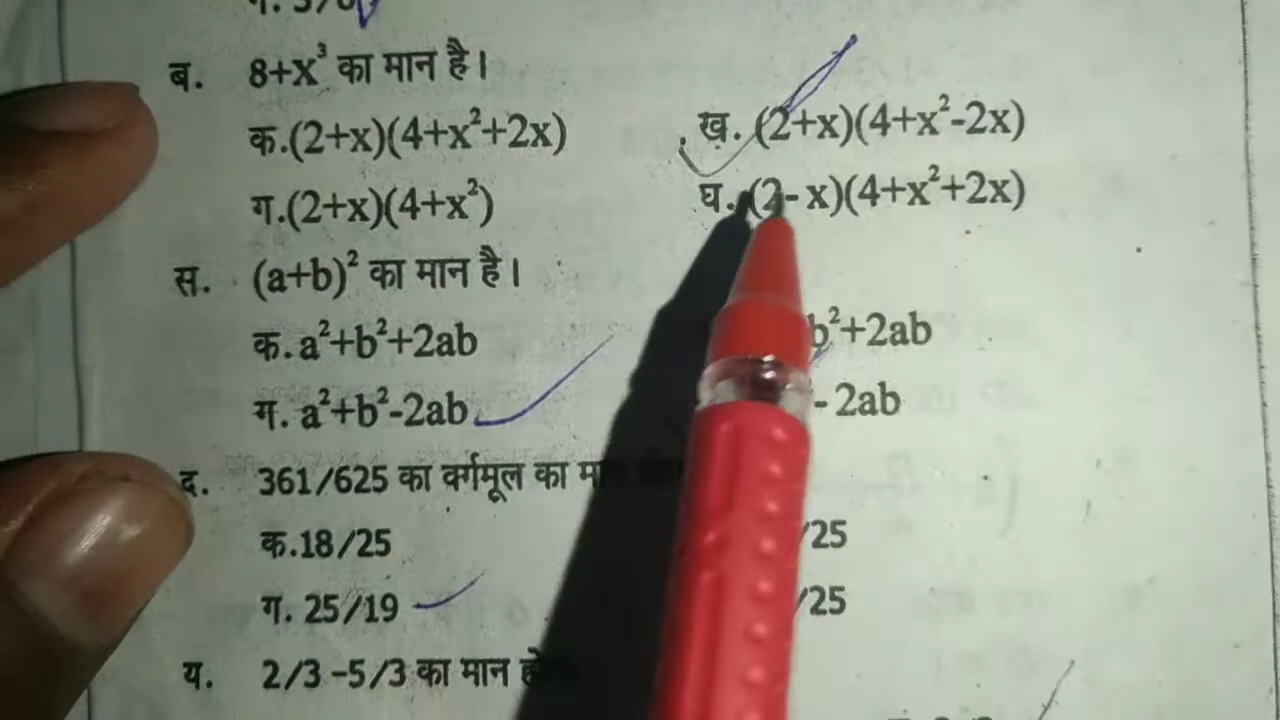 ब. 8+x³ का मान है।
क.(2+x)(4+x²+2x) ख. (2+x)(4+x²-2x)
ग.(2+x)(4+x²) घ. (2-x)(4+x²+2x)
स. (a+b)² का मान है।
क. a²+b²+2ab b²+2ab
ग. a²+b²-2ab - 2ab
द. 361/625 का वर्गमूल का
क.18/25 /25
ग. 25/19 /25
य. 2/3 -5/3 का मान